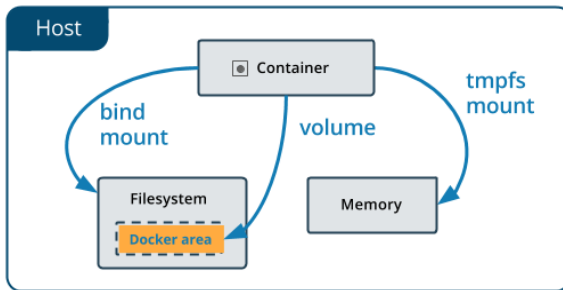 Host
Container
bind
mount
volume
tmpfs
mount
Filesystem
Docker area
Memory